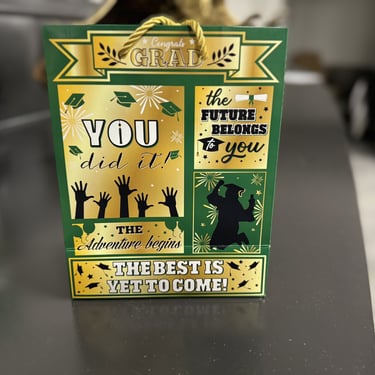 Congrats
GRAD
YOU
did it!
the
FUTURE
BELONGS
to you
THE
Adventure begins
THE BEST IS
YET TO COME!